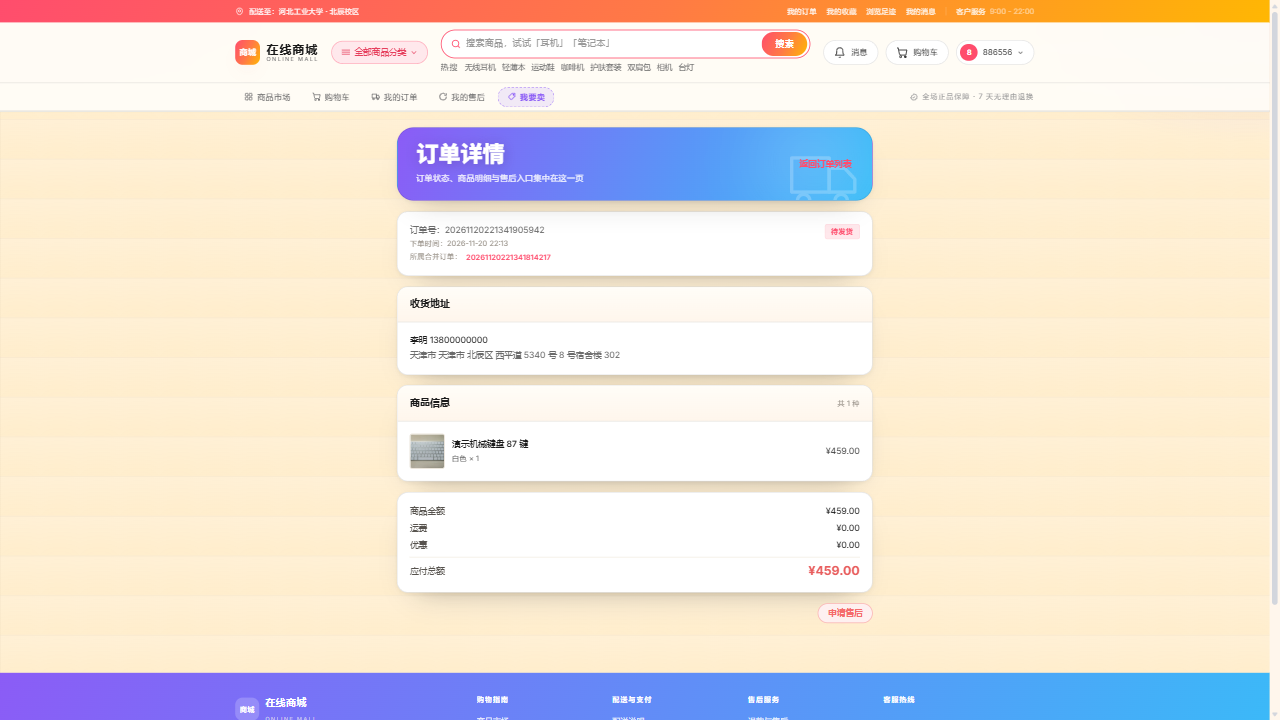 配送至：河北工业大学 · 北辰校区
我的订单 我的收藏 浏览足迹 我的消息 客户服务 9:00 - 22:00
商城 在线商城 ONLINE MALL
全部商品分类
搜索商品，试试「耳机」「笔记本」
搜索
消息
购物车
8 886556
热搜 无线耳机 轻薄本 运动鞋 咖啡机 护肤套装 双肩包 相机 台灯
商品市场 购物车 我的订单 我的售后 我要卖
全场正品保障 · 7 天无理由退换
订单详情
订单状态、商品明细与售后入口集中在这一页
返回订单列表
订单号：20261120221341905942
待发货
下单时间：2026-11-20 22:13
所属合并订单： 20261120221341814217
收货地址
李明 13800000000
天津市 天津市 北辰区 西平道 5340 号 8 号宿舍楼 302
商品信息
共 1 种
演示机械键盘 87 键
白色 × 1
¥459.00
商品金额 ¥459.00
运费 ¥0.00
优惠 ¥0.00
应付总额 ¥459.00
申请售后
商城 在线商城
购物指南 配送与支付 售后服务 客服热线